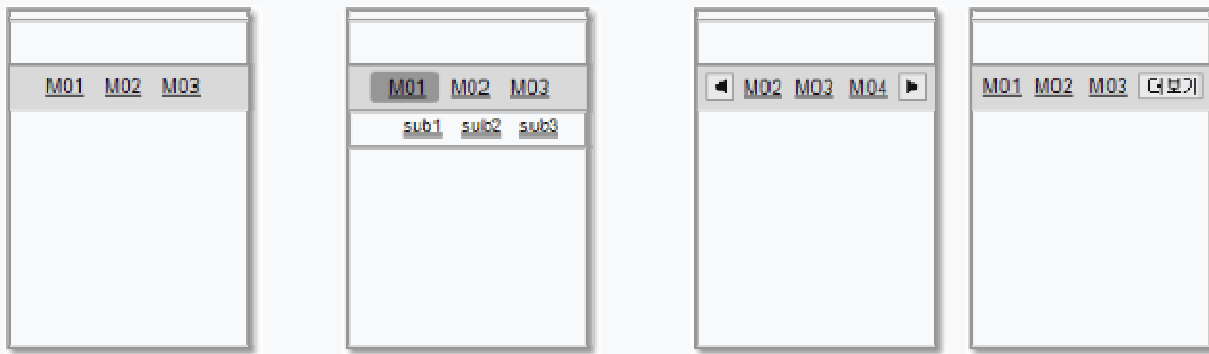 M01 M02 M03
M01 M02 M03
sub1 sub2 sub3
◀ M02 M03 M04 ▶
M01 M02 M03 더보기